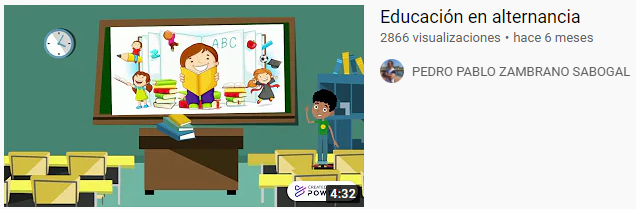 Educación en alternancia
2866 visualizaciones • hace 6 meses
PEDRO PABLO ZAMBRANO SABOGAL
ABC
4:32